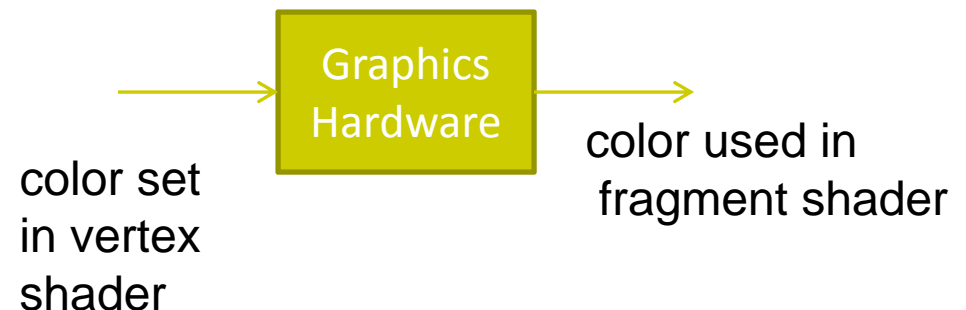 Graphics
Hardware
color set
in vertex
shader
color used in
fragment shader